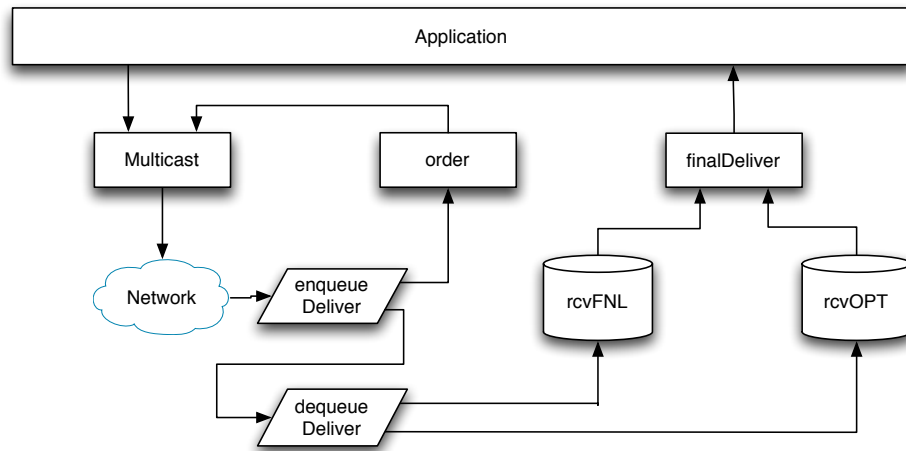 Application
Multicast
order
finalDeliver
Network
enqueue
Deliver
rcvFNL
rcvOPT
dequeue
Deliver